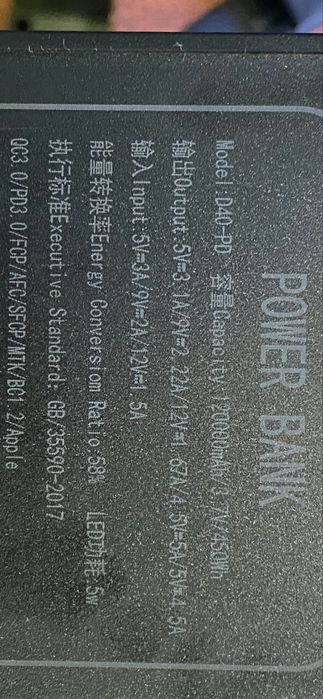 POWER BANK
Model:D40-PD 容量Capacity:120000mAh/3.7V/450Wh
输出Output:5V=3.1A/9V=2.22A/12V=1.67A/4.5V=5A/5V=4.5A
输入Input:5V=3A/9V=2A/12V=1.5A
能量转换率Energy Conversion Ratio:58% LED功耗:5w
执行标准Executive Standard: GB/35590-2017
QC3.0/PD3.0/FCP/AFC/SFCP/MTK/BC1.2/Apple